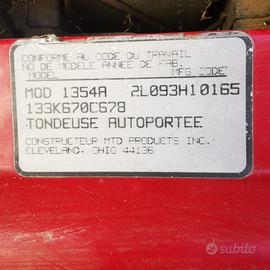 CONFORME AU CODE DU TRAVAIL
NO DE MODELE ANNEE DE FAB.
MODEL MFG CODE
MOD 1354A 2L093H10165
133K670C678
TONDEUSE AUTOPORTEE
CONSTRUCTEUR MTD PRODUCTS INC.
CLEVELAND, OHIO 44136
subito